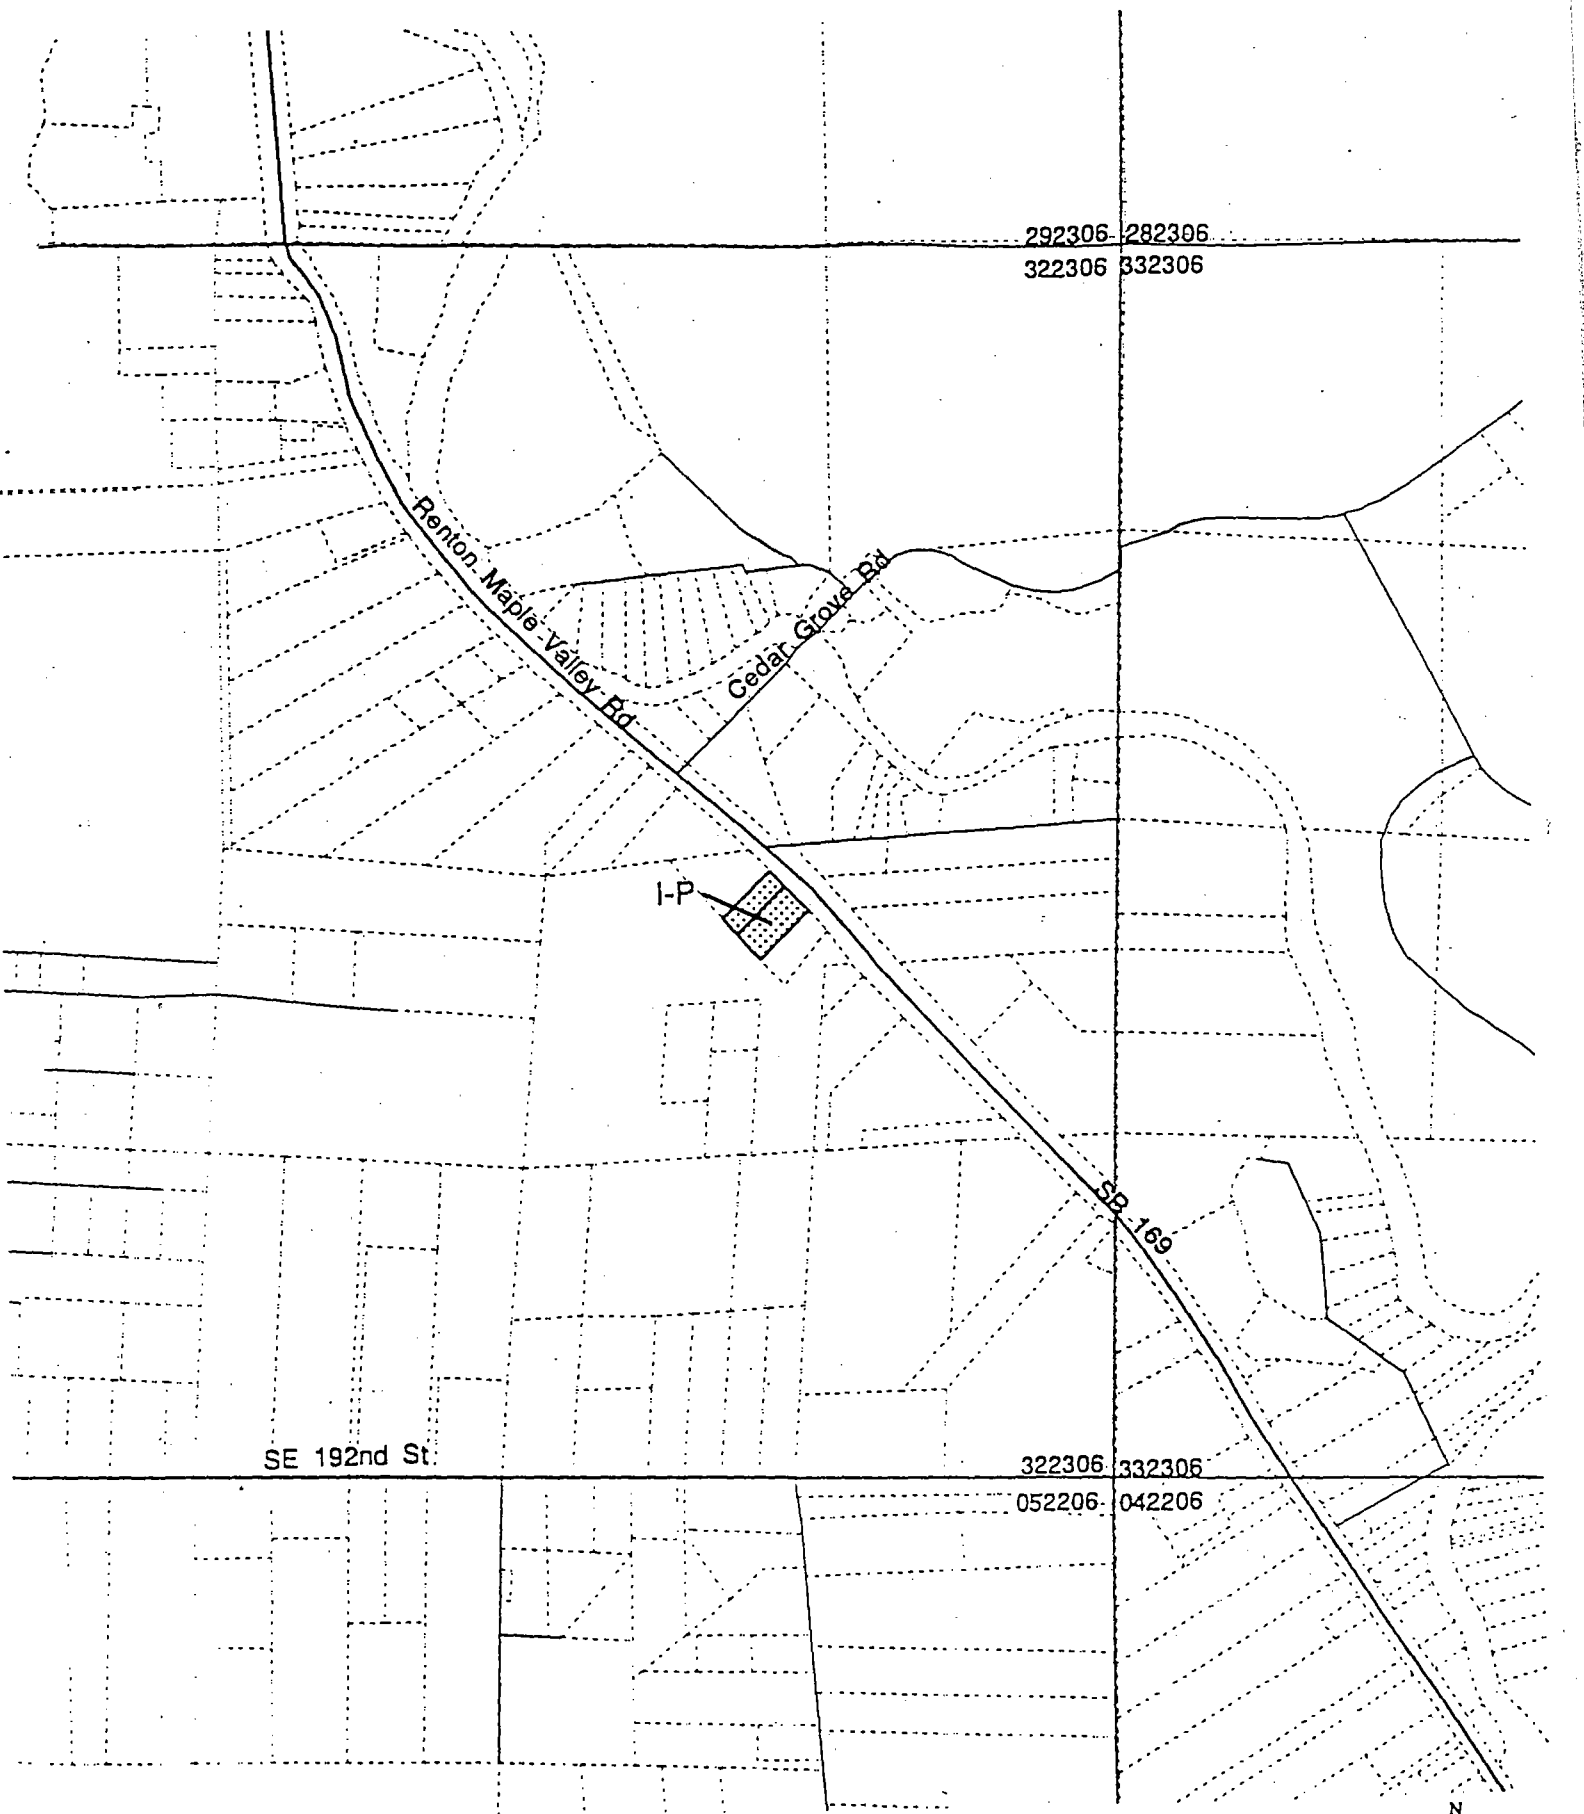 292306 282306
322306 332306
Renton Maple Valley Rd
Cedar Grove Rd
I-P
SR 169
SE 192nd St
322306 332306
052206 042206
N